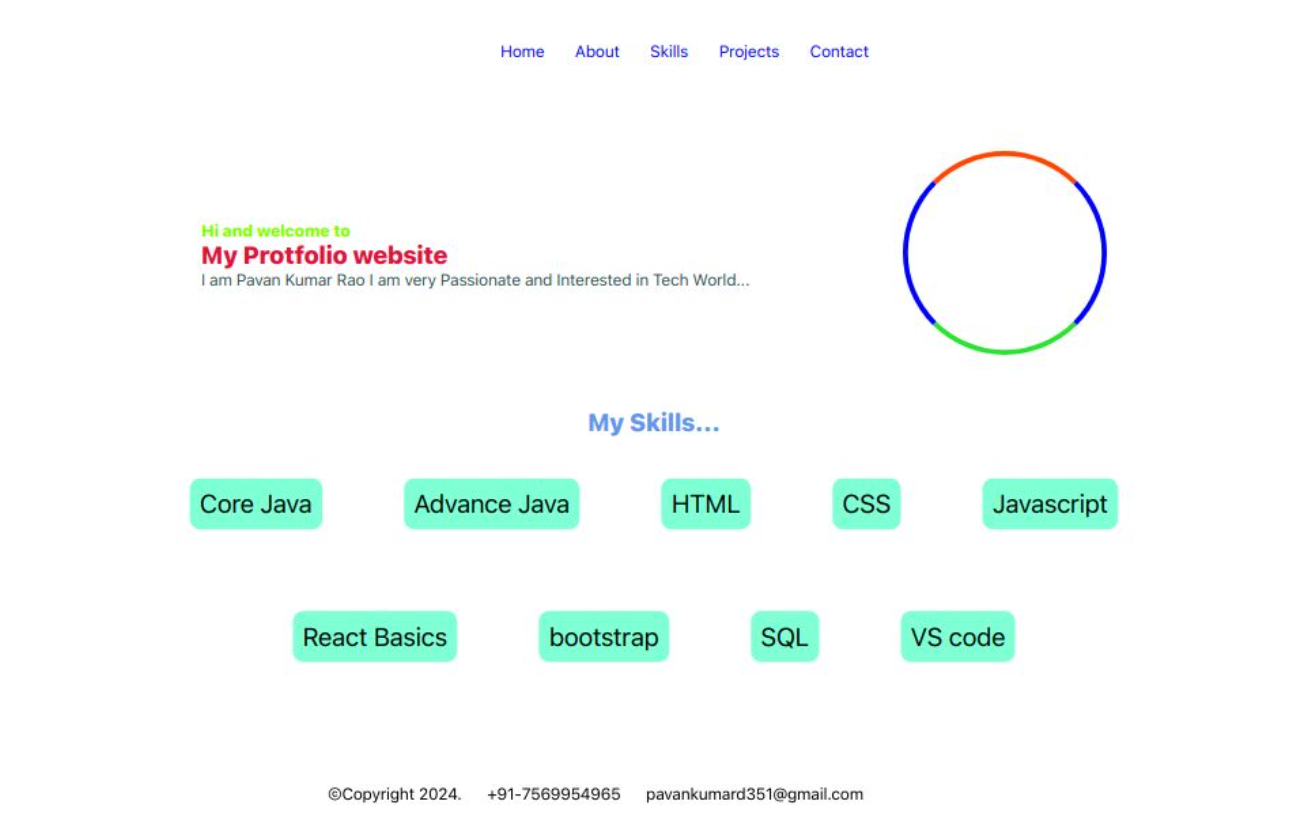 Home About Skills Projects Contact
Hi and welcome to
My Protfolio website
I am Pavan Kumar Rao I am very Passionate and Interested in Tech World...
My Skills...
Core Java Advance Java HTML CSS Javascript
React Basics bootstrap SQL VS code
©Copyright 2024. +91-7569954965 pavankumard351@gmail.com